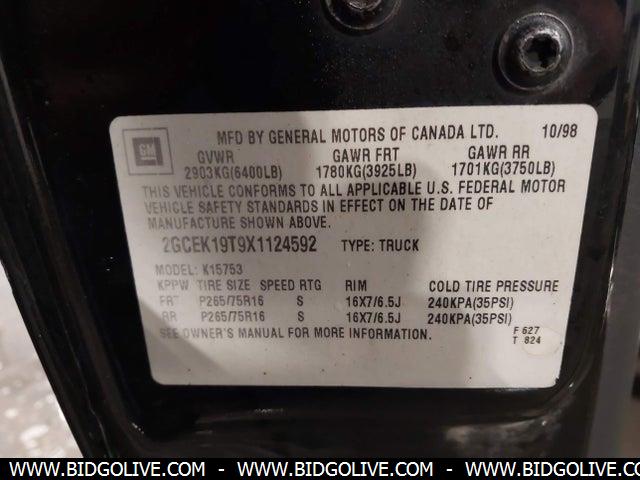 GM
MFD BY GENERAL MOTORS OF CANADA LTD. 10/98
GVWR GAWR FRT GAWR RR
2903KG(6400LB) 1780KG(3925LB) 1701KG(3750LB)
THIS VEHICLE CONFORMS TO ALL APPLICABLE U.S. FEDERAL MOTOR
VEHICLE SAFETY STANDARDS IN EFFECT ON THE DATE OF
MANUFACTURE SHOWN ABOVE.
2GCEK19T9X1124592 TYPE: TRUCK
MODEL: K15753
KPPW TIRE SIZE SPEED RTG RIM COLD TIRE PRESSURE
FRT P265/75R16 S 16X7/6.5J 240KPA(35PSI)
RR P265/75R16 S 16X7/6.5J 240KPA(35PSI)
SEE OWNER'S MANUAL FOR MORE INFORMATION.
F 627
T 824
WWW.BIDGOLIVE.COM - WWW.BIDGOLIVE.COM - WWW.BIDGOLIVE.COM